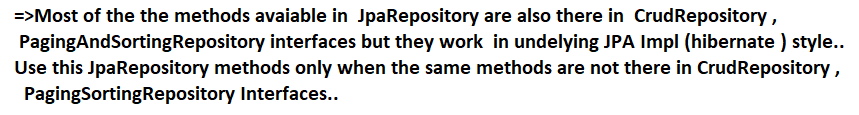 =>Most of the the methods avaiable in  JpaRepository are also there in  CrudRepository ,
PagingAndSortingRepository interfaces but they work  in undelying JPA Impl (hibernate ) style..
Use this JpaRepository methods only when the same methods are not there in CrudRepository ,
PagingSortingRepository Interfaces..